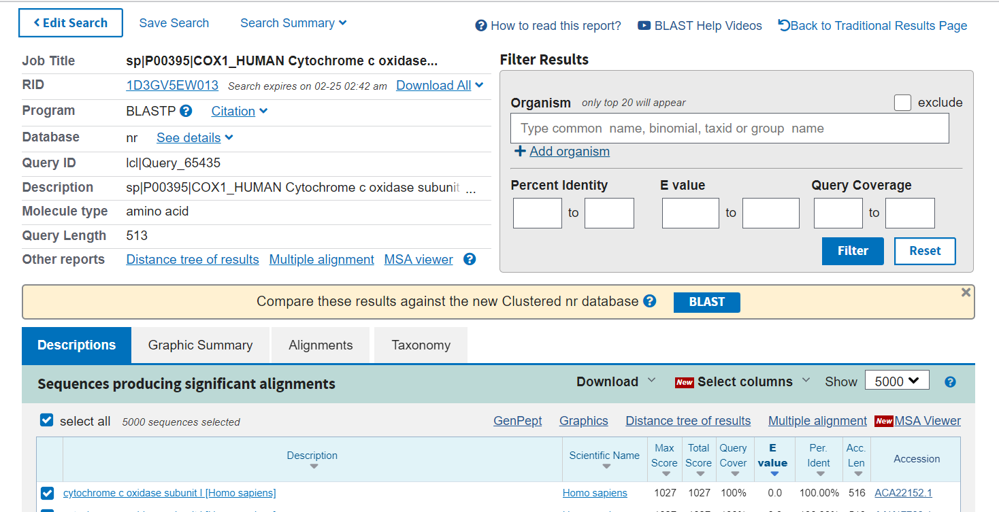 Edit Search Save Search Search Summary How to read this report? BLAST Help Videos Back to Traditional Results Page
Job Title sp|P00395|COX1_HUMAN Cytochrome c oxidase...
RID 1D3GV5EW013 Search expires on 02-25 02:42 am Download All
Program BLASTP Citation
Database nr See details
Query ID lcl|Query_65435
Description sp|P00395|COX1_HUMAN Cytochrome c oxidase subunit ...
Molecule type amino acid
Query Length 513
Other reports Distance tree of results Multiple alignment MSA viewer
Filter Results
Organism only top 20 will appear exclude
Type common name, binomial, taxid or group name
Add organism
Percent Identity E value Query Coverage
to to to
Filter Reset
Compare these results against the new Clustered nr database BLAST
Descriptions Graphic Summary Alignments Taxonomy
Sequences producing significant alignments Download New Select columns Show 5000
select all 5000 sequences selected GenPept Graphics Distance tree of results Multiple alignment New MSA Viewer
Description Scientific Name Max Score Total Score Query Cover E value Per. Ident Acc. Len Accession
cytochrome c oxidase subunit I [Homo sapiens] Homo sapiens 1027 1027 100% 0.0 100.00% 516 ACA22152.1